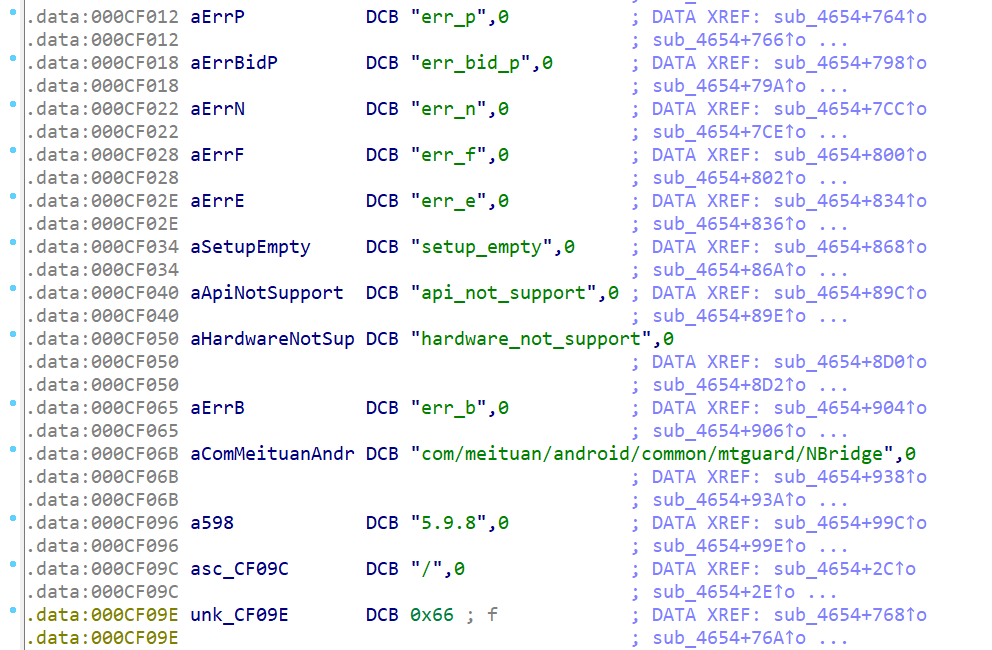 .data:000CF012 aErrP DCB "err_p",0 ; DATA XREF: sub_4654+764↑o
.data:000CF012 ; sub_4654+766↑o ...
.data:000CF018 aErrBidP DCB "err_bid_p",0 ; DATA XREF: sub_4654+798↑o
.data:000CF018 ; sub_4654+79A↑o ...
.data:000CF022 aErrN DCB "err_n",0 ; DATA XREF: sub_4654+7CC↑o
.data:000CF022 ; sub_4654+7CE↑o ...
.data:000CF028 aErrF DCB "err_f",0 ; DATA XREF: sub_4654+800↑o
.data:000CF028 ; sub_4654+802↑o ...
.data:000CF02E aErrE DCB "err_e",0 ; DATA XREF: sub_4654+834↑o
.data:000CF02E ; sub_4654+836↑o ...
.data:000CF034 aSetupEmpty DCB "setup_empty",0 ; DATA XREF: sub_4654+868↑o
.data:000CF034 ; sub_4654+86A↑o ...
.data:000CF040 aApiNotSupport DCB "api_not_support",0 ; DATA XREF: sub_4654+89C↑o
.data:000CF040 ; sub_4654+89E↑o ...
.data:000CF050 aHardwareNotSup DCB "hardware_not_support",0
.data:000CF050 ; DATA XREF: sub_4654+8D0↑o
.data:000CF050 ; sub_4654+8D2↑o ...
.data:000CF065 aErrB DCB "err_b",0 ; DATA XREF: sub_4654+904↑o
.data:000CF065 ; sub_4654+906↑o ...
.data:000CF06B aComMeituanAndr DCB "com/meituan/android/common/mtguard/NBridge",0
.data:000CF06B ; DATA XREF: sub_4654+938↑o
.data:000CF06B ; sub_4654+93A↑o ...
.data:000CF096 a598 DCB "5.9.8",0 ; DATA XREF: sub_4654+99C↑o
.data:000CF096 ; sub_4654+99E↑o ...
.data:000CF09C asc_CF09C DCB "/",0 ; DATA XREF: sub_4654+2C↑o
.data:000CF09C ; sub_4654+2E↑o ...
.data:000CF09E unk_CF09E DCB 0x66 ; f ; DATA XREF: sub_4654+768↑o
.data:000CF09E ; sub_4654+76A↑o ...